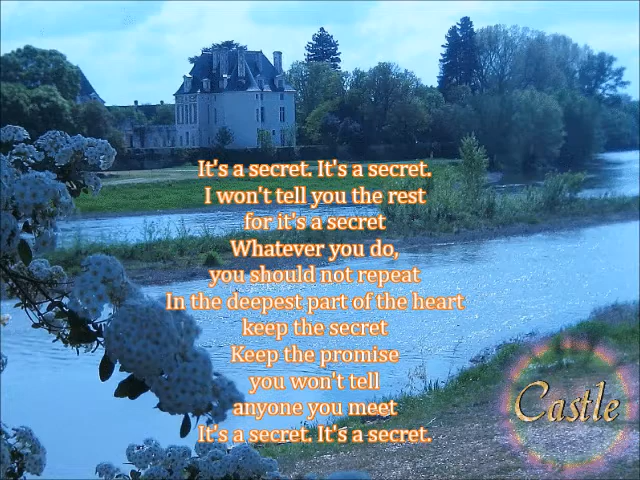 It's a secret. It's a secret.
I won't tell you the rest
for it's a secret
Whatever you do,
you should not repeat
In the deepest part of the heart
keep the secret
Keep the promise
you won't tell
anyone you meet
It's a secret. It's a secret.
Castle